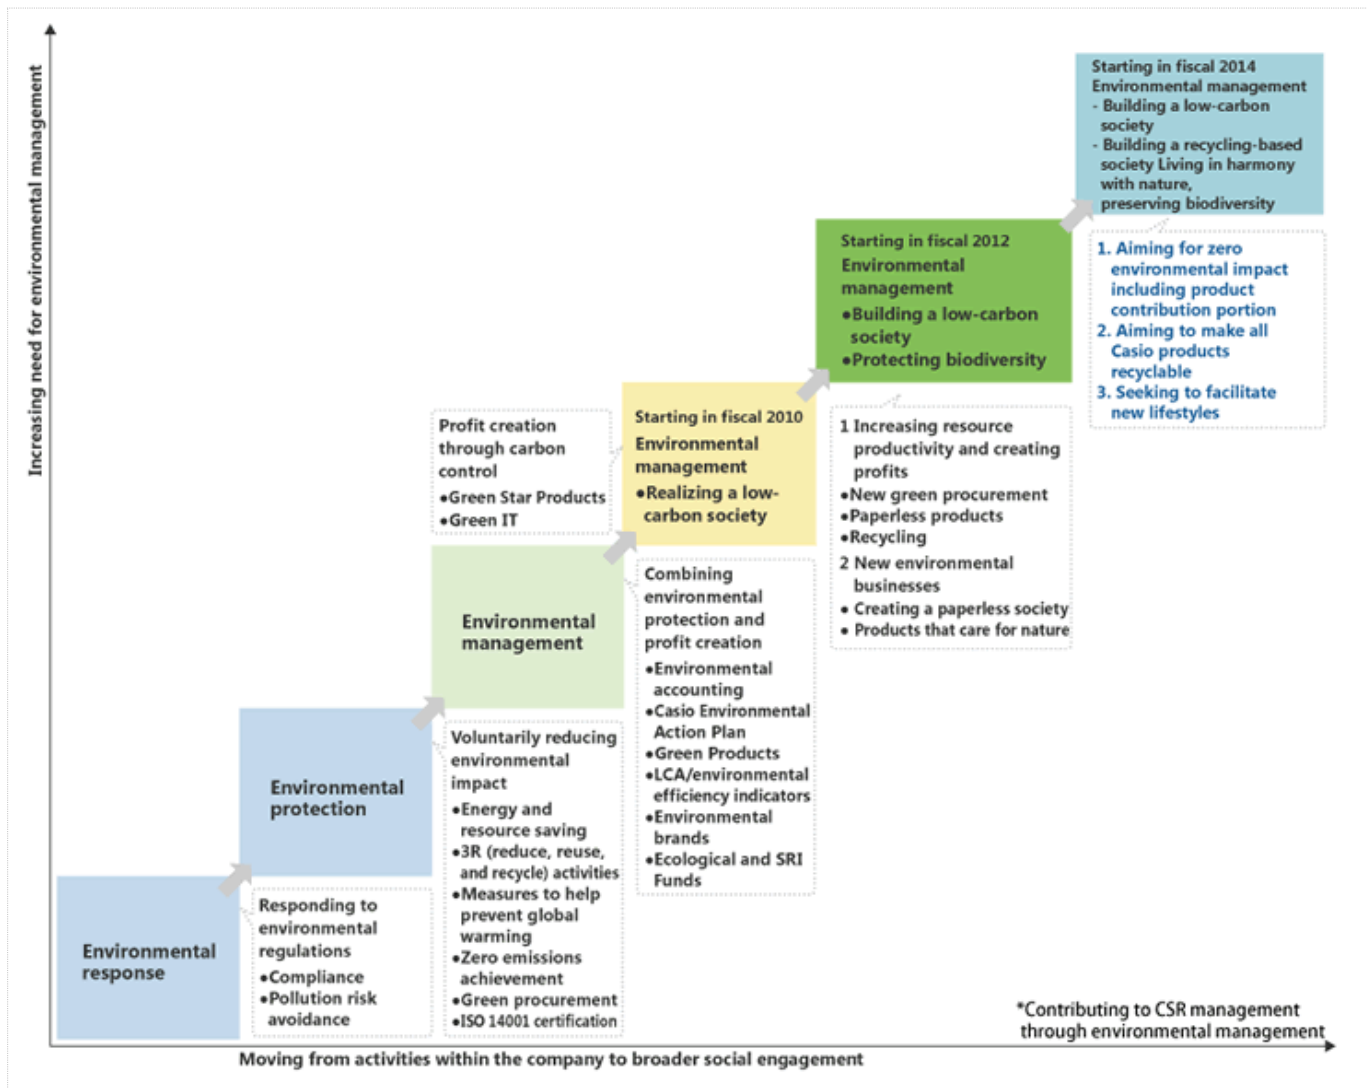 Increasing need for environmental management
Starting in fiscal 2014
Environmental management
- Building a low-carbon
society
- Building a recycling-based
society Living in harmony
with nature,
preserving biodiversity
1. Aiming for zero
environmental impact
including product
contribution portion
2. Aiming to make all
Casio products
recyclable
3. Seeking to facilitate
new lifestyles
Starting in fiscal 2012
Environmental
management
●Building a low-carbon
society
●Protecting biodiversity
1 Increasing resource
productivity and creating
profits
●New green procurement
●Paperless products
●Recycling
2 New environmental
businesses
● Creating a paperless society
● Products that care for nature
Profit creation
through carbon
control
●Green Star Products
●Green IT
Starting in fiscal 2010
Environmental
management
●Realizing a low-
carbon society
Combining
environmental
protection and
profit creation
●Environmental
accounting
●Casio Environmental
Action Plan
●Green Products
●LCA/environmental
efficiency indicators
●Environmental
brands
●Ecological and SRI
Funds
Environmental
management
Voluntarily reducing
environmental
impact
●Energy and
resource saving
●3R (reduce, reuse,
and recycle) activities
●Measures to help
prevent global
warming
●Zero emissions
achievement
●Green procurement
●ISO 14001 certification
Environmental
protection
Responding to
environmental
regulations
●Compliance
●Pollution risk
avoidance
Environmental
response
*Contributing to CSR management
through environmental management
Moving from activities within the company to broader social engagement